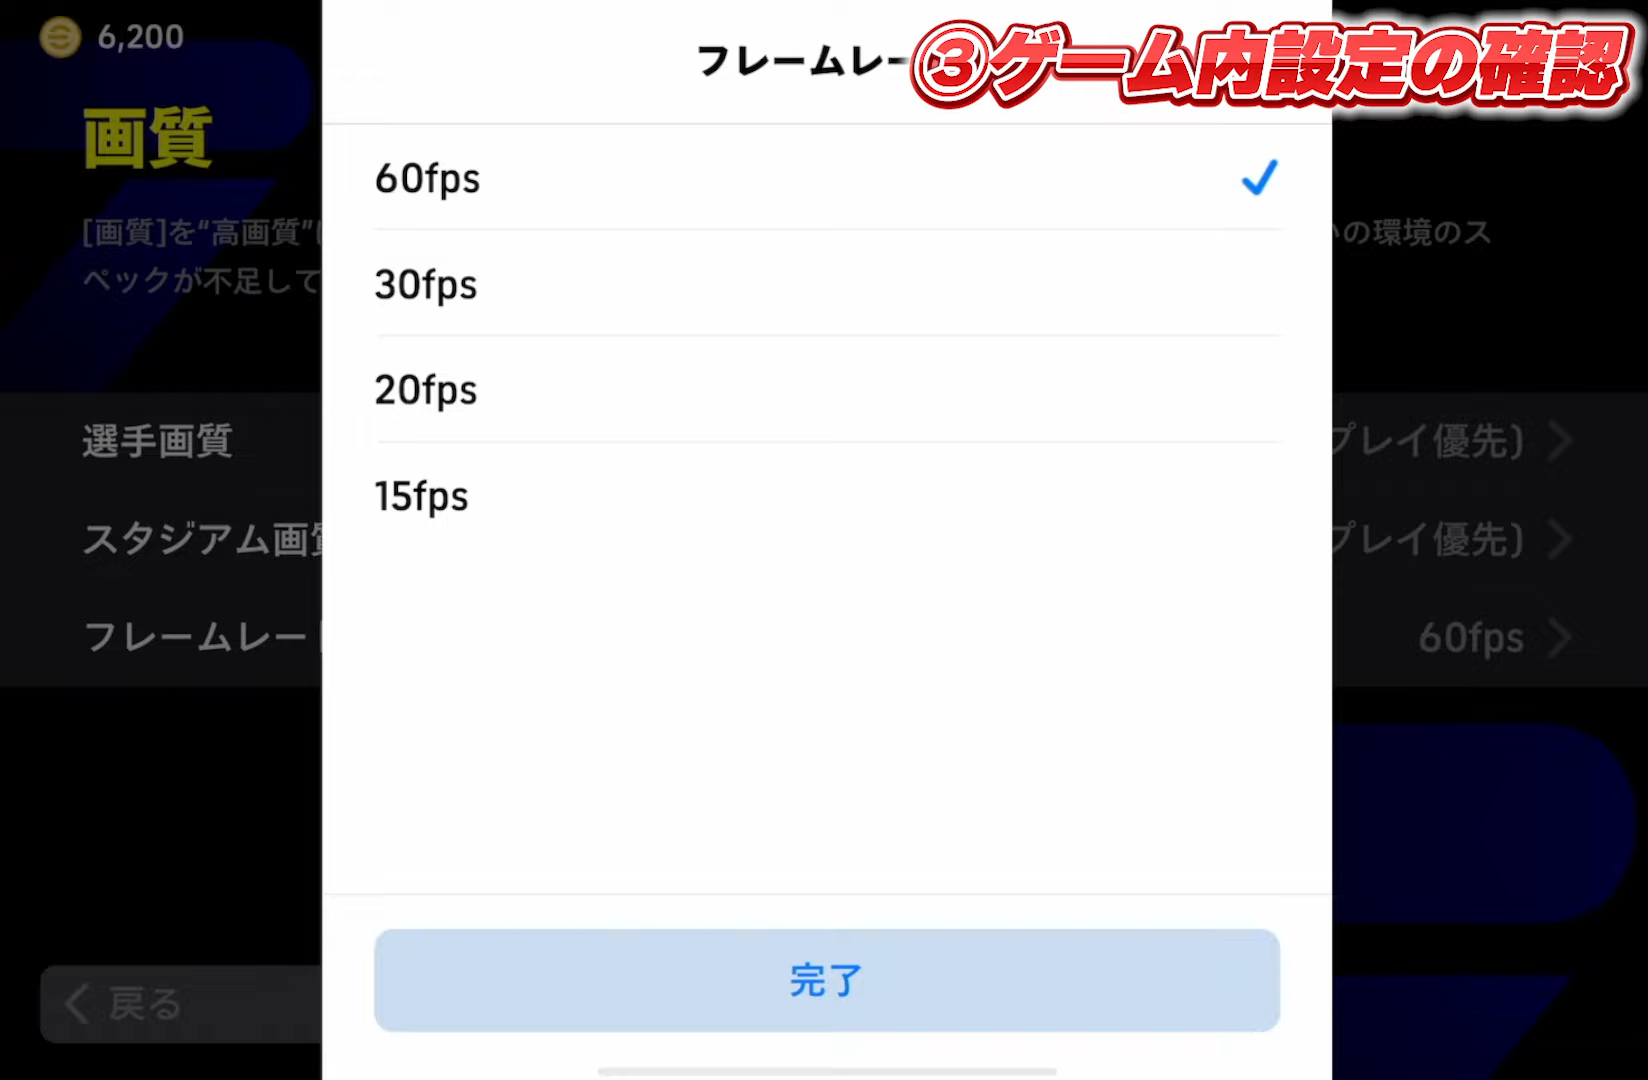 6,200
フレームレー
③ゲーム内設定の確認
画質
60fps
[画質]を“高画質”に
の環境のス
ペックが不足して
30fps
20fps
選手画質
プレイ優先)
15fps
スタジアム画質
プレイ優先)
フレームレー
60fps
完了
戻る